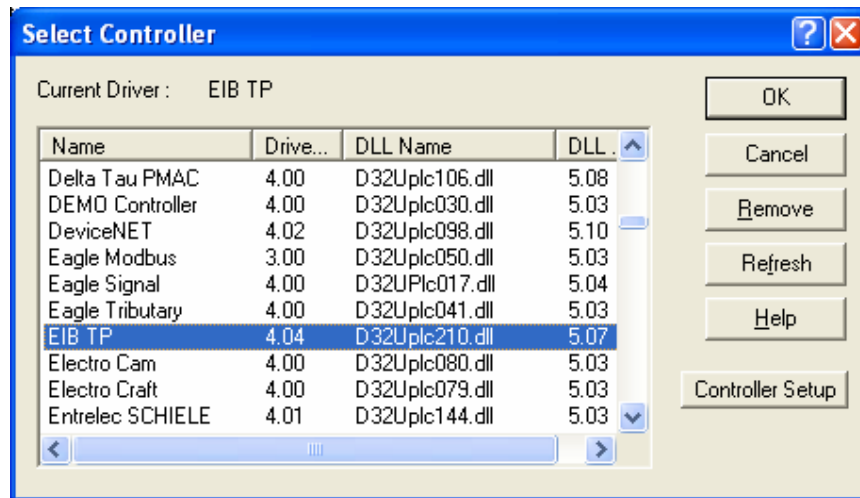 Select Controller
Current Driver : EIB TP
Name Drive... DLL Name DLL .
Delta Tau PMAC 4.00 D32Uplc106.dll 5.08
DEMO Controller 4.00 D32Uplc030.dll 5.03
DeviceNET 4.02 D32Uplc098.dll 5.10
Eagle Modbus 3.00 D32Uplc050.dll 5.03
Eagle Signal 4.00 D32UPlc017.dll 5.04
Eagle Tributary 4.00 D32Uplc041.dll 5.03
EIB TP 4.04 D32Uplc210.dll 5.07
Electro Cam 4.00 D32Uplc080.dll 5.03
Electro Craft 4.00 D32Uplc079.dll 5.03
Entrelec SCHIELE 4.01 D32Uplc144.dll 5.03
OK
Cancel
Remove
Refresh
Help
Controller Setup